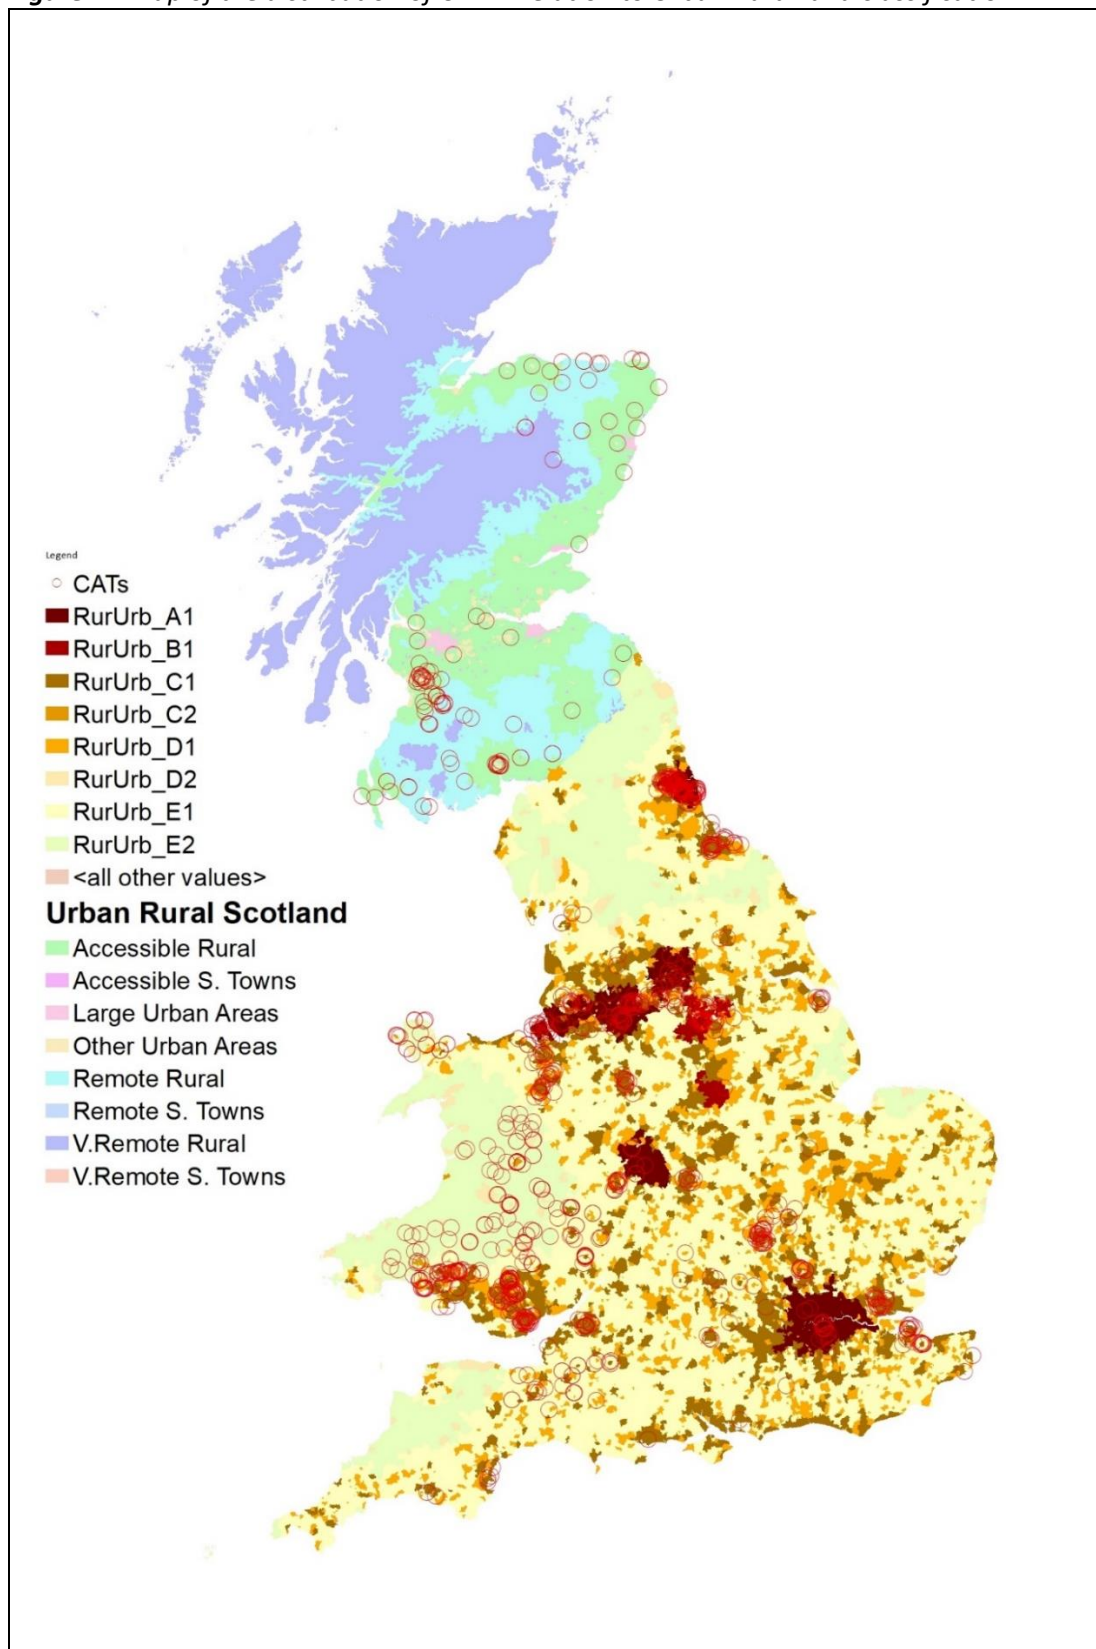 Legend
CATs
RurUrb_A1
RurUrb_B1
RurUrb_C1
RurUrb_C2
RurUrb_D1
RurUrb_D2
RurUrb_E1
RurUrb_E2
<all other values>
Urban Rural Scotland
Accessible Rural
Accessible S. Towns
Large Urban Areas
Other Urban Areas
Remote Rural
Remote S. Towns
V.Remote Rural
V.Remote S. Towns